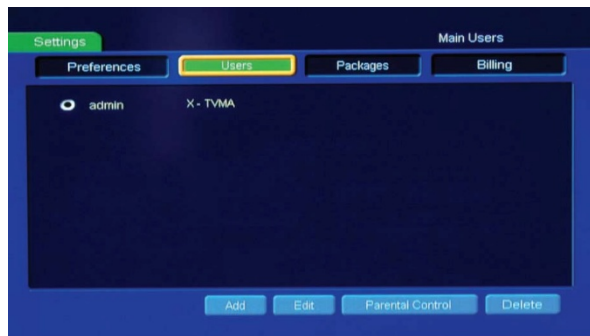 Settings Main Users
Preferences Users Packages Billing
admin X - TVMA
Add Edit Parental Control Delete